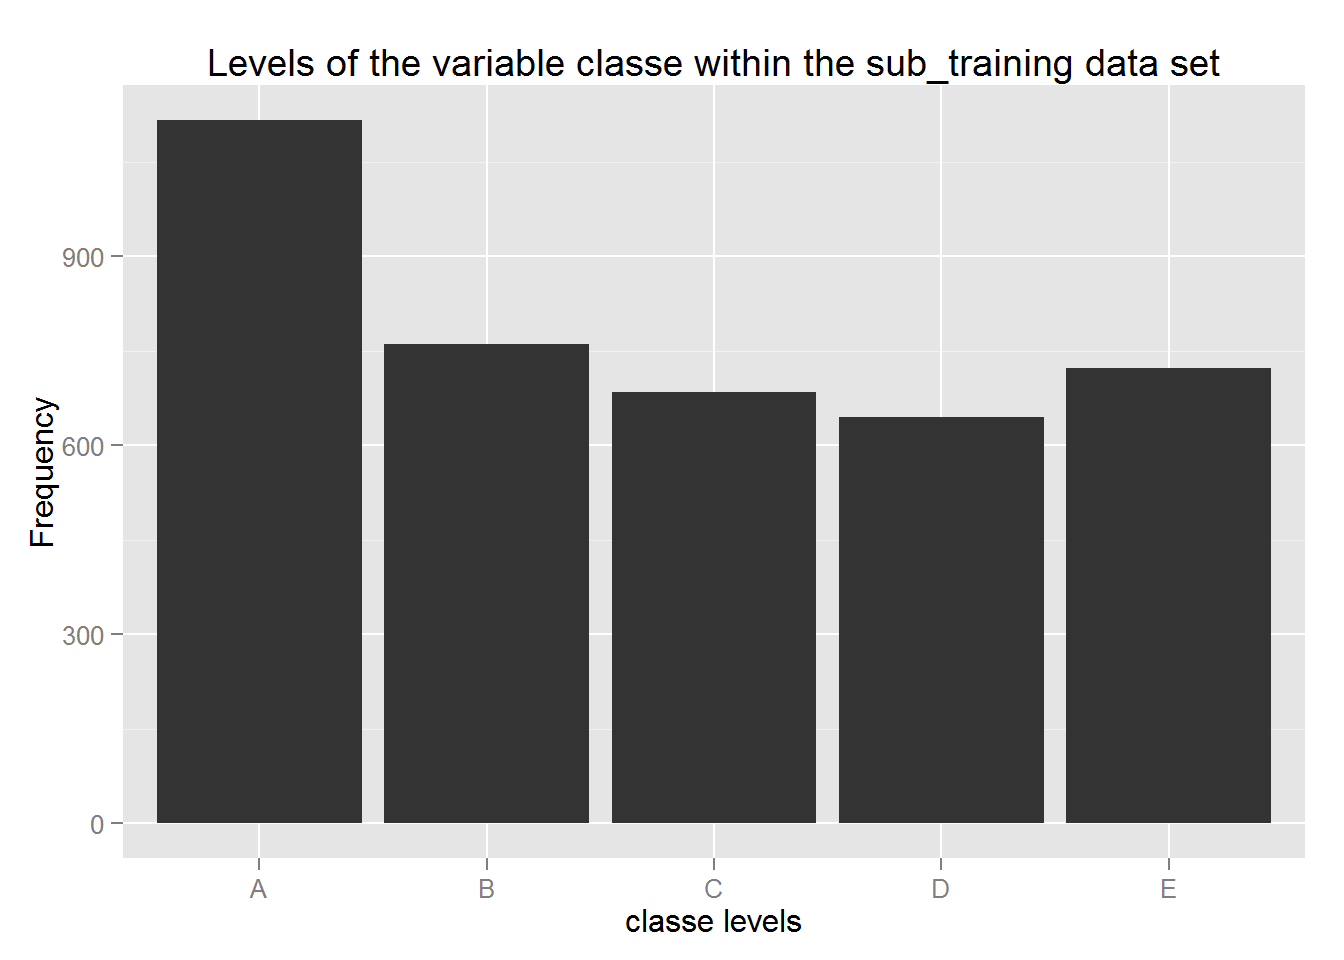 Levels of the variable classe within the sub_training data set
Frequency
900
600
300
0
A B C D E
classe levels